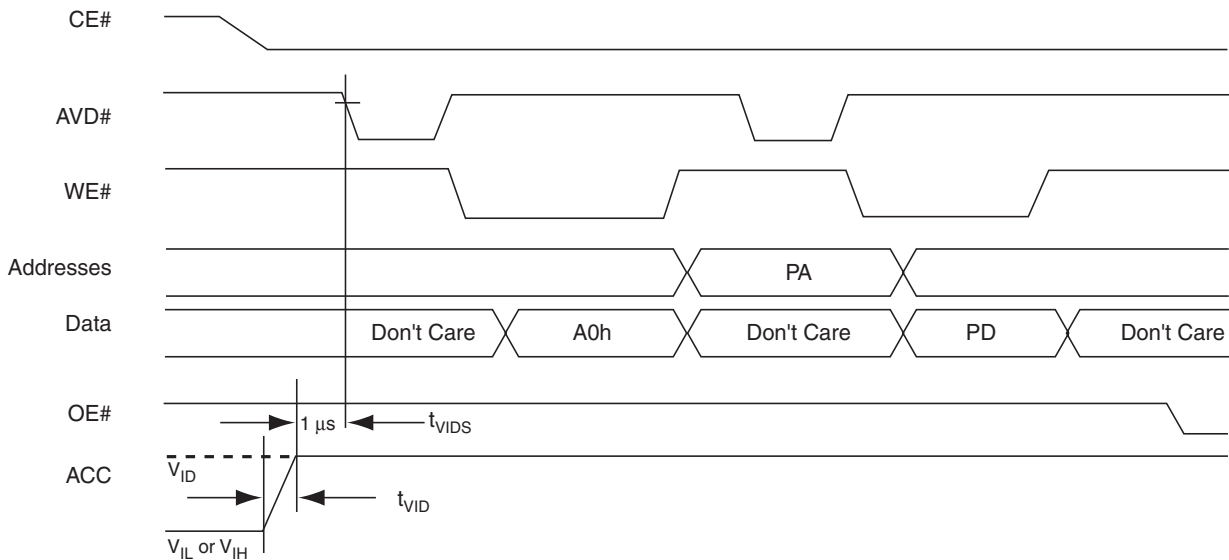 CE#
AVD#
WE#
Addresses
PA
Data
Don't Care
A0h
Don't Care
PD
Don't Care
OE#
1 μs
tVIDS
ACC
VID
tVID
VIL or VIH